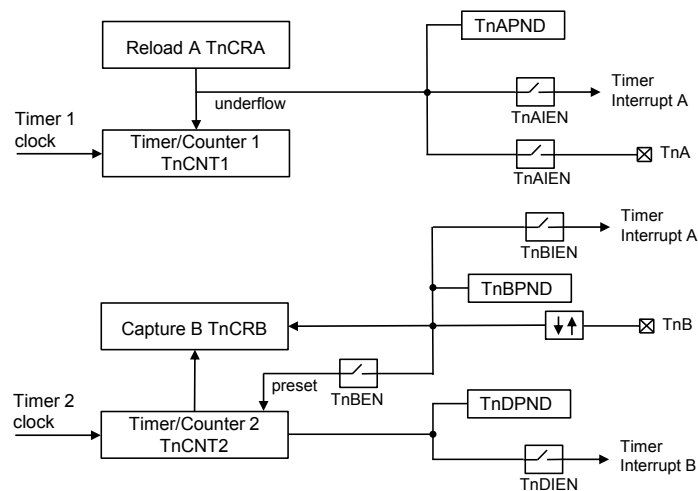 TnAPND
Reload A TnCRA
underflow
Timer
Interrupt A
TnAIEN
Timer 1
clock
Timer/Counter 1
TnCNT1
TnA
TnAIEN
Timer
Interrupt A
TnBIEN
TnBPND
Capture B TnCRB
TnB
preset
TnBEN
Timer 2
clock
Timer/Counter 2
TnCNT2
TnDPND
Timer
Interrupt B
TnDIEN